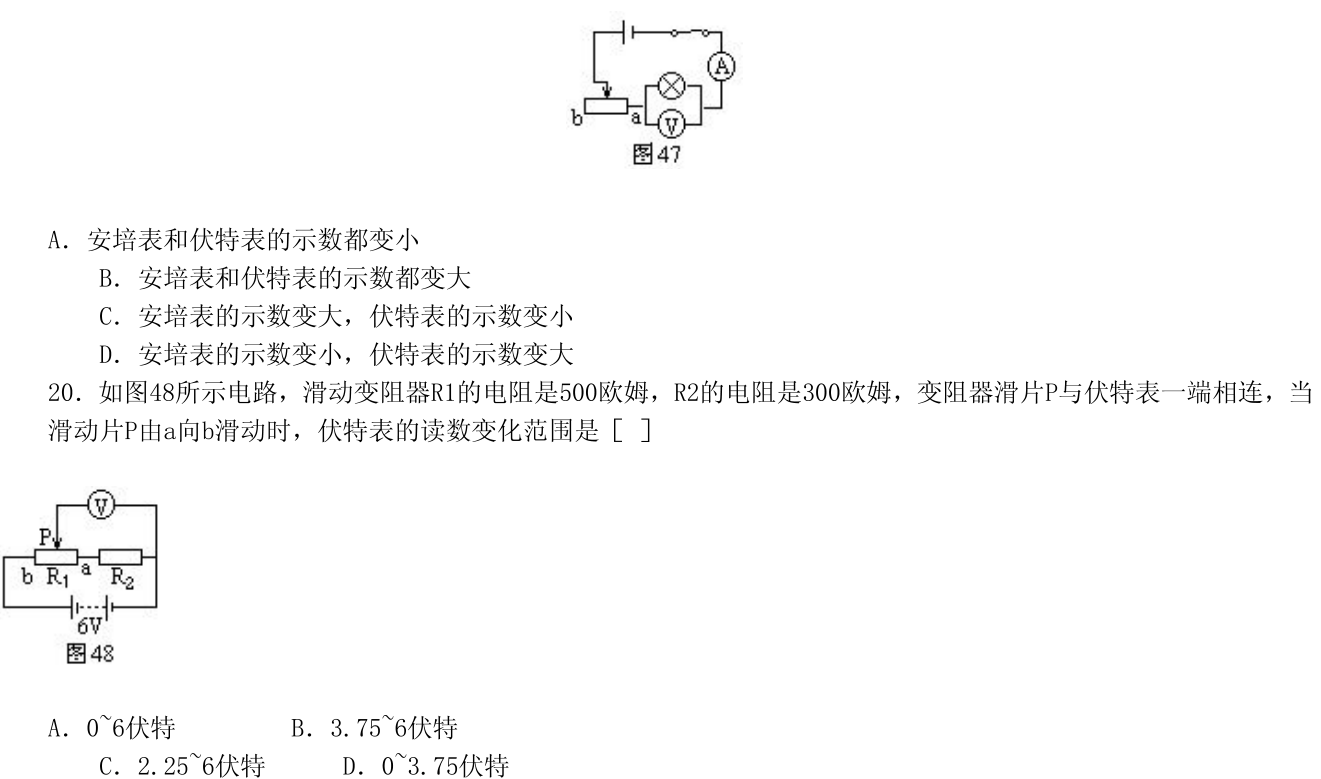 A
b
a
V
图47
A．安培表和伏特表的示数都变小
B．安培表和伏特表的示数都变大
C．安培表的示数变大，伏特表的示数变小
D．安培表的示数变小，伏特表的示数变大
20．如图48所示电路，滑动变阻器R1的电阻是500欧姆，R2的电阻是300欧姆，变阻器滑片P与伏特表一端相连，当
滑动片P由a向b滑动时，伏特表的读数变化范围是［ ］
V
P
b R₁ a R₂
6V
图48
A．0~6伏特 B．3.75~6伏特
C．2.25~6伏特 D．0~3.75伏特